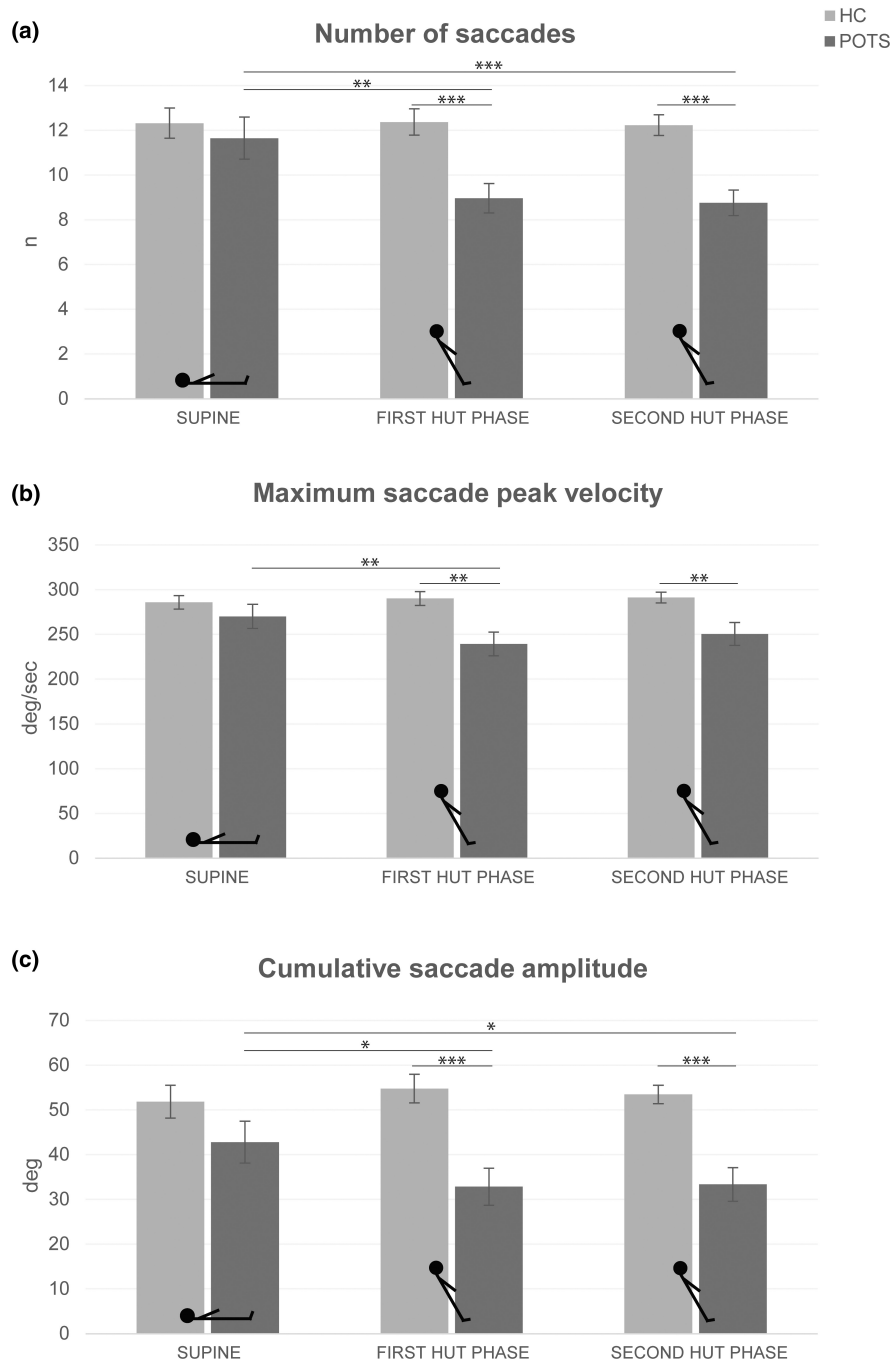 HC
POTS
(a)
Number of saccades
***
**
***
***
14
12
10
8
6
4
2
0
n
SUPINE
FIRST HUT PHASE
SECOND HUT PHASE
(b)
Maximum saccade peak velocity
**
**
**
350
300
250
200
150
100
50
0
deg/sec
SUPINE
FIRST HUT PHASE
SECOND HUT PHASE
(c)
Cumulative saccade amplitude
*
*
***
***
70
60
50
40
30
20
10
0
deg
SUPINE
FIRST HUT PHASE
SECOND HUT PHASE